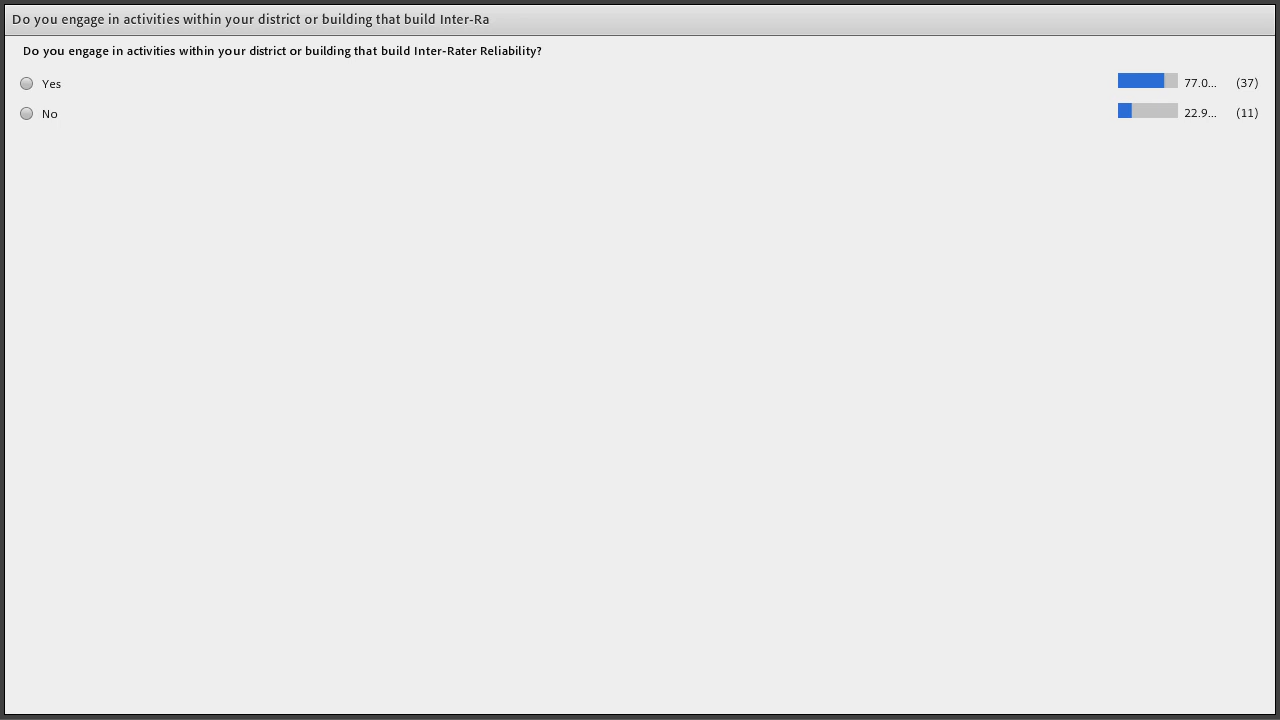 Do you engage in activities within your district or building that build Inter-Ra
Do you engage in activities within your district or building that build Inter-Rater Reliability?
Yes 77.0... (37)
No 22.9... (11)